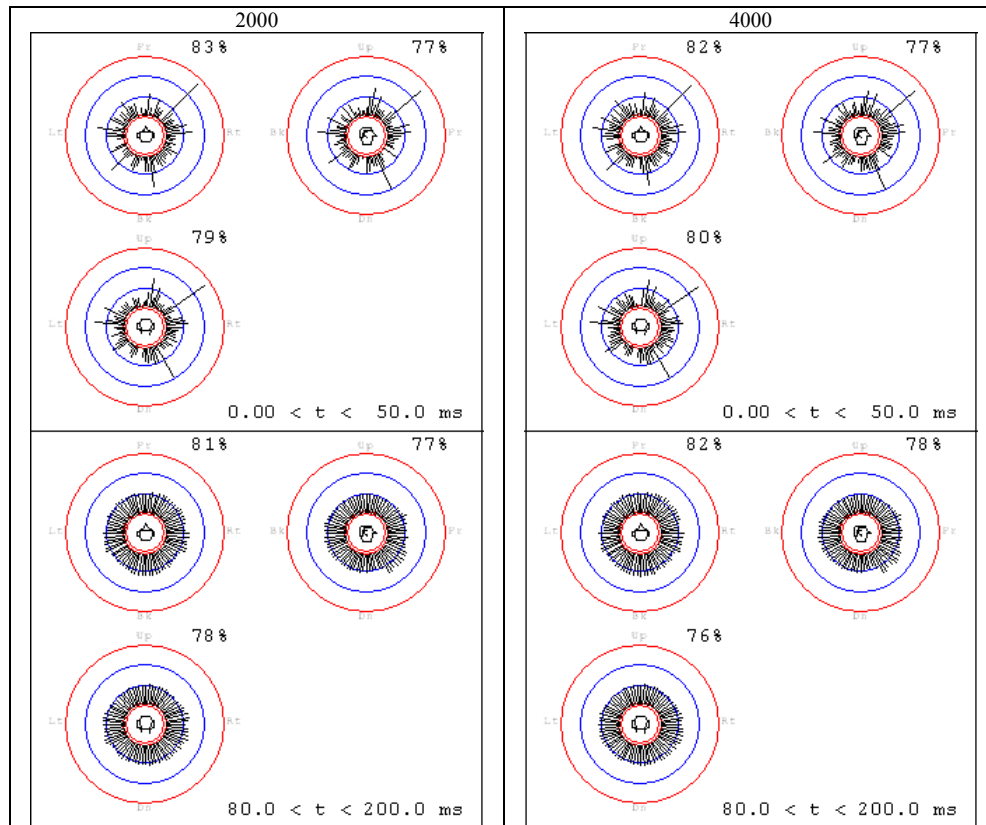 2000 4000
Fr 83% Up 77%
Lt Rt Bk Fr
Bk Dn
Up 79%
Lt Rt
Dn
0.00 < t < 50.0 ms
Fr 82% Up 77%
Lt Rt Bk Fr
Bk Dn
Up 80%
Lt Rt
Dn
0.00 < t < 50.0 ms
Fr 81% Up 77%
Lt Rt Bk Fr
Bk Dn
Up 78%
Lt Rt
Dn
80.0 < t < 200.0 ms
Fr 82% Up 78%
Lt Rt Bk Fr
Bk Dn
Up 76%
Lt Rt
Dn
80.0 < t < 200.0 ms